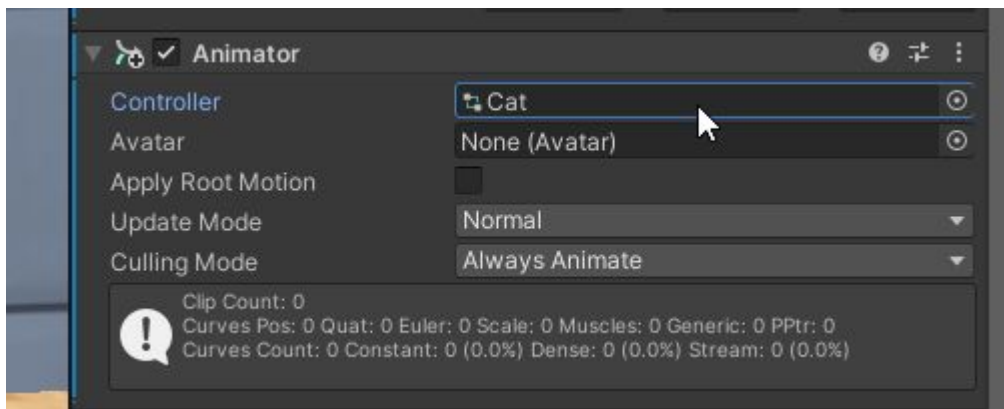 Animator
Controller Cat
Avatar None (Avatar)
Apply Root Motion
Update Mode Normal
Culling Mode Always Animate
Clip Count: 0
Curves Pos: 0 Quat: 0 Euler: 0 Scale: 0 Muscles: 0 Generic: 0 PPtr: 0
Curves Count: 0 Constant: 0 (0.0%) Dense: 0 (0.0%) Stream: 0 (0.0%)